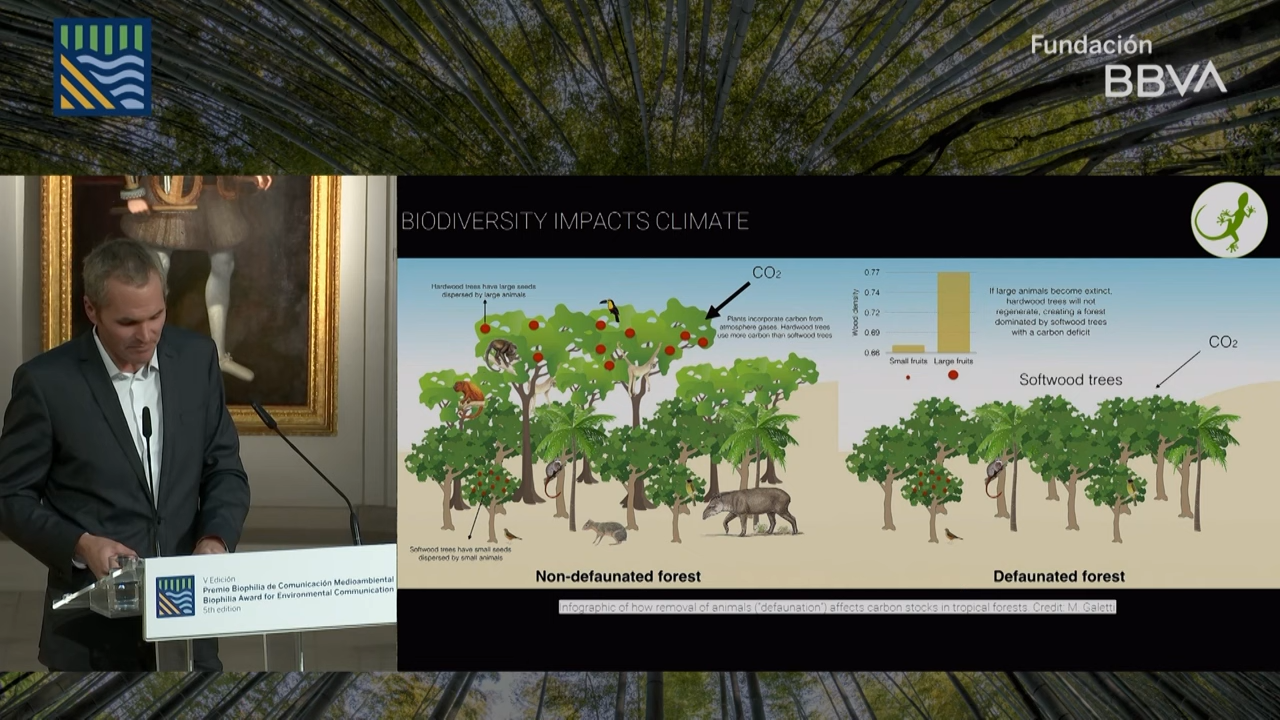 Fundación
BBVA
BIODIVERSITY IMPACTS CLIMATE
Hardwood trees have large seeds
dispersed by large animals
CO₂
Plants incorporate carbon from
atmosphere gases. Hardwood trees
use more carbon than softwood trees
Softwood trees have small seeds
dispersed by small animals
Non-defaunated forest
Wood density
0.77
0.74
0.72
0.69
0.66
Small fruits
Large fruits
If large animals become extinct,
hardwood trees will not
regenerate, creating a forest
dominated by softwood trees
with a carbon deficit
CO₂
Softwood trees
Defaunated forest
Infographic of how removal of animals ("defaunation") affects carbon stocks in tropical forests. Credit: M. Galetti
V Edición
Premio Biophilia de Comunicación Medioambiental
Biophilia Award for Environmental Communication
5th edition